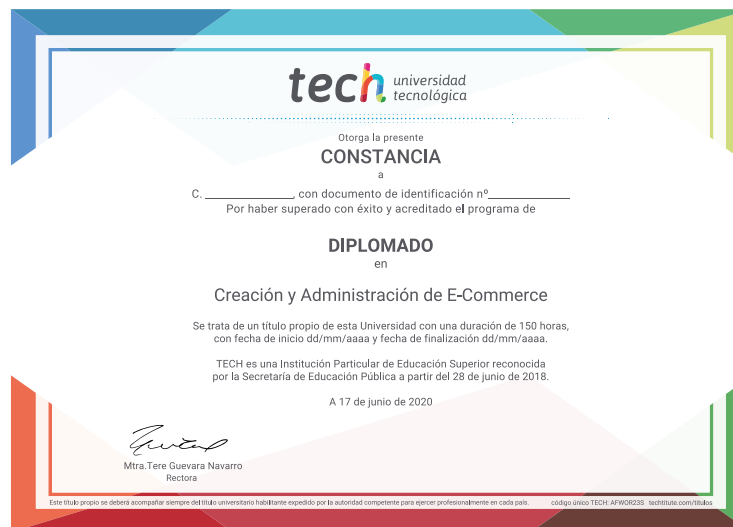 tech universidad
tecnológica
Otorga la presente
CONSTANCIA
a
C. ______________, con documento de identificación nº______________
Por haber superado con éxito y acreditado el programa de
DIPLOMADO
en
Creación y Administración de E-Commerce
Se trata de un título propio de esta Universidad con una duración de 150 horas,
con fecha de inicio dd/mm/aaaa y fecha de finalización dd/mm/aaaa.
TECH es una Institución Particular de Educación Superior reconocida
por la Secretaría de Educación Pública a partir del 28 de junio de 2018.
A 17 de junio de 2020
Mtra.Tere Guevara Navarro
Rectora
Este título propio se deberá acompañar siempre del título universitario habilitante expedido por la autoridad competente para ejercer profesionalmente en cada país. código único TECH: AFWOR23S techtitute.com/titulos